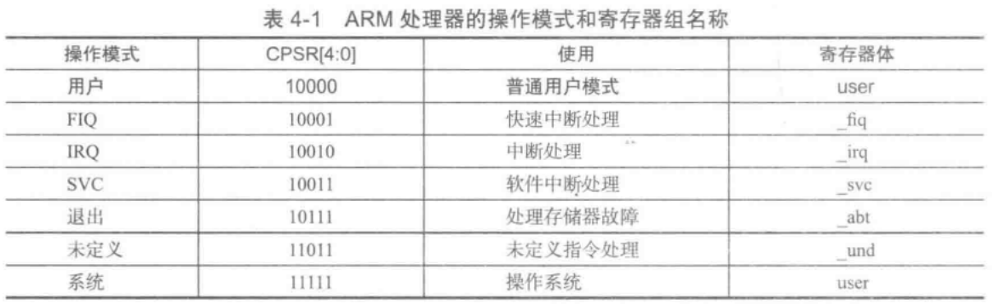 表 4-1 ARM 处理器的操作模式和寄存器组名称
操作模式 CPSR[4:0] 使用 寄存器体
用户 10000 普通用户模式 user
FIQ 10001 快速中断处理 _fiq
IRQ 10010 中断处理 _irq
SVC 10011 软件中断处理 _svc
退出 10111 处理存储器故障 _abt
未定义 11011 未定义指令处理 _und
系统 11111 操作系统 user